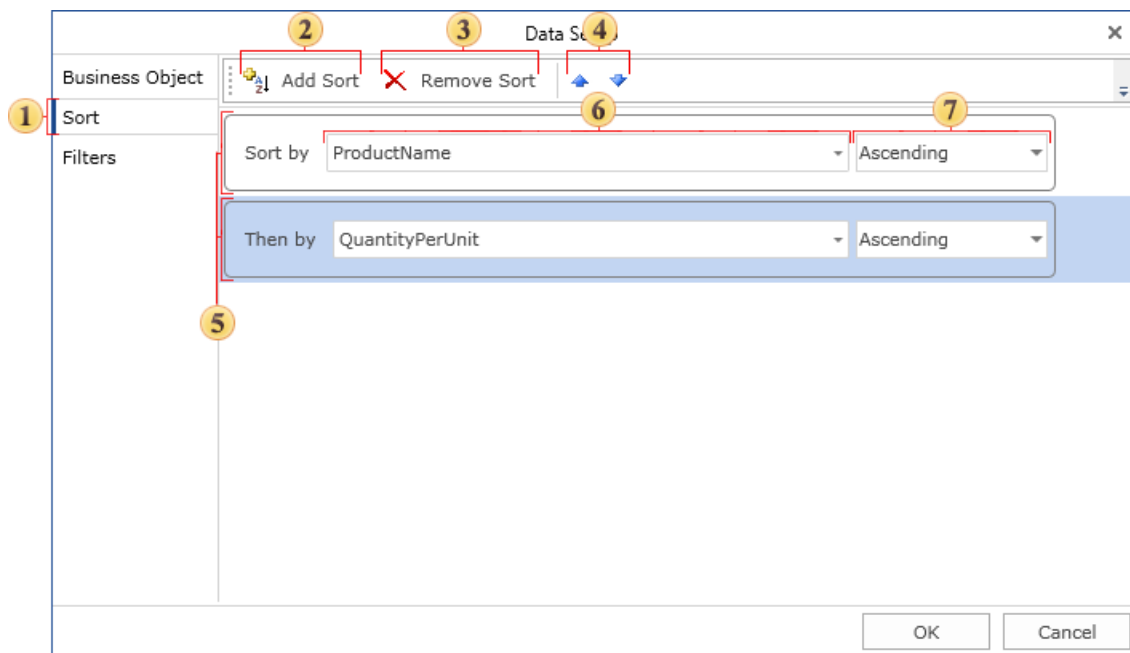 Data Se
2 3 4
Business Object
Add Sort Remove Sort
1 Sort
6 7
Sort by ProductName Ascending
Filters
Then by QuantityPerUnit Ascending
5
OK Cancel